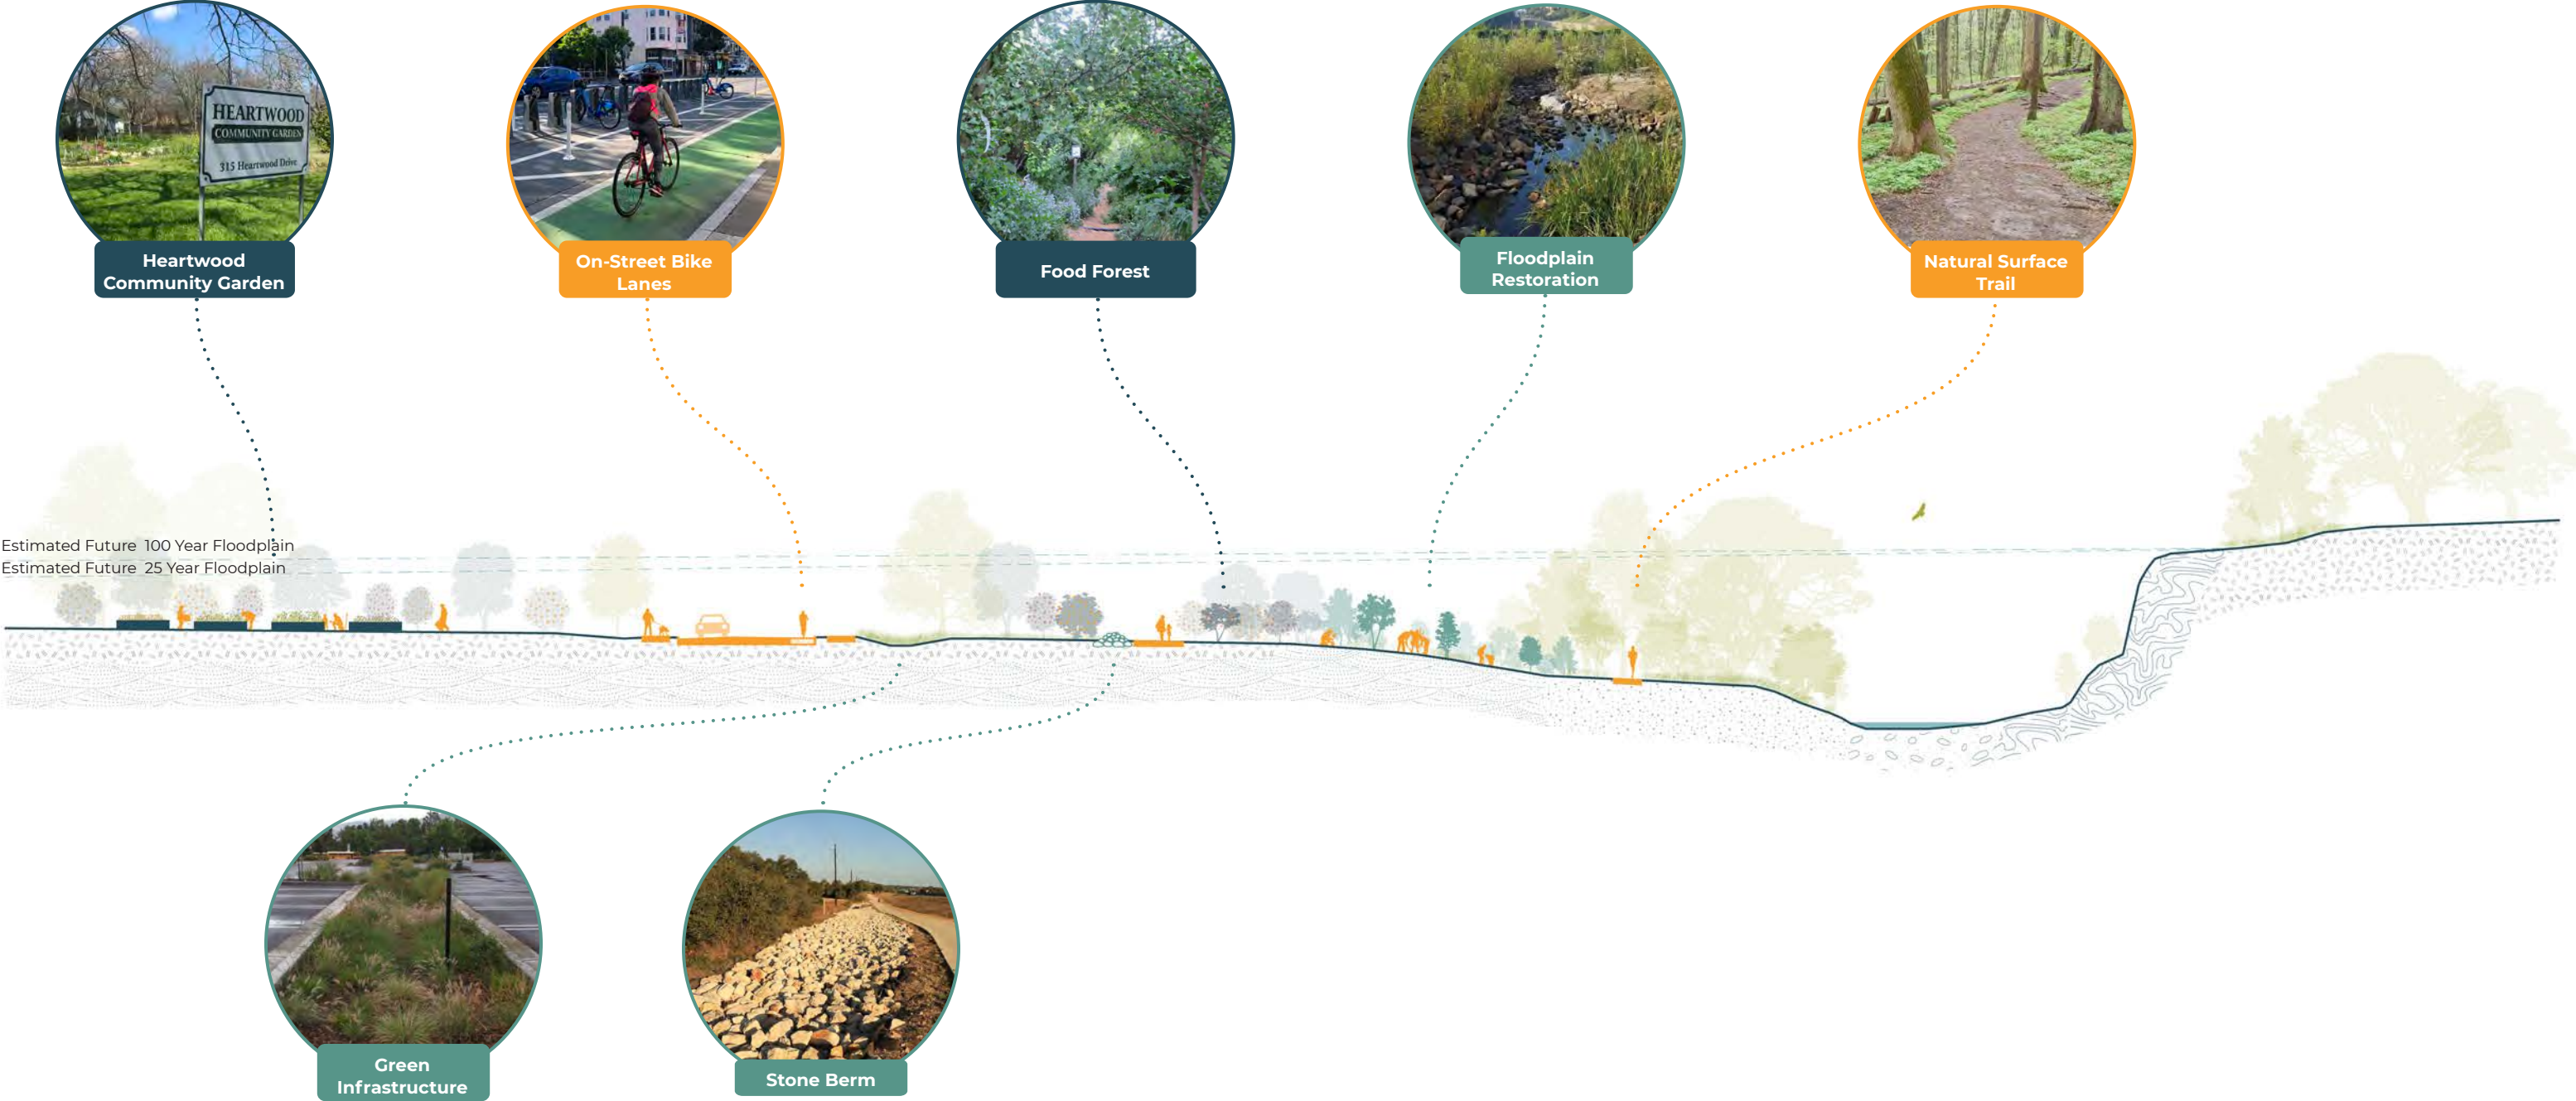 HEARTWOOD
COMMUNITY GARDEN
315 Heartwood Drive
Heartwood
Community Garden
On-Street Bike
Lanes
Food Forest
Floodplain
Restoration
Natural Surface
Trail
Estimated Future 100 Year Floodplain
Estimated Future 25 Year Floodplain
Green
Infrastructure
Stone Berm